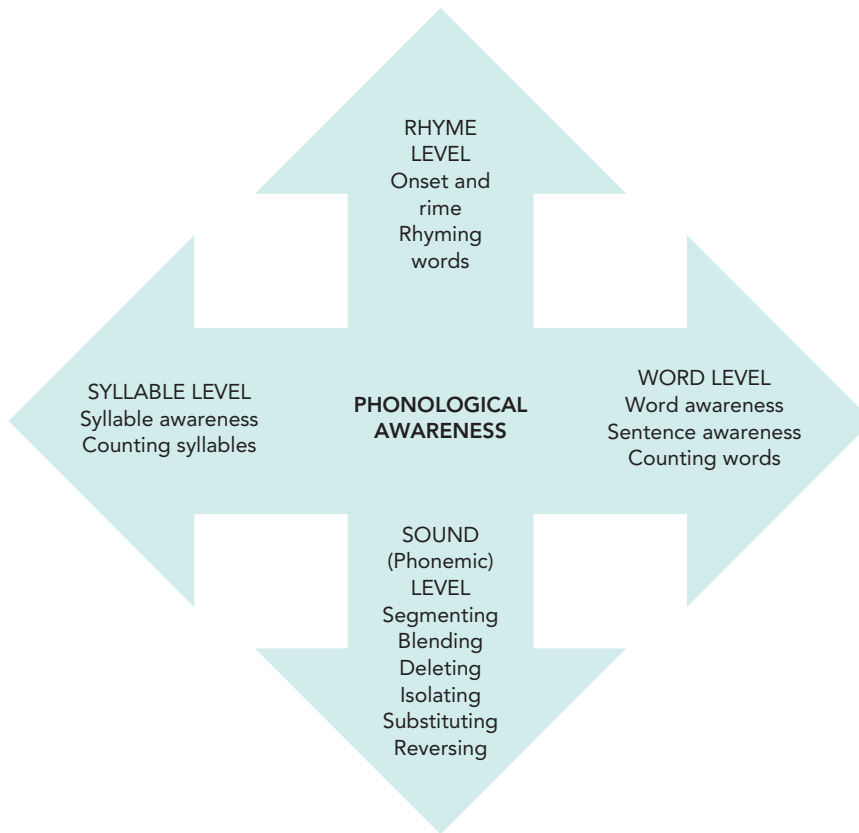 RHYME
LEVEL
Onset and
rime
Rhyming
words
SYLLABLE LEVEL
Syllable awareness
Counting syllables
PHONOLOGICAL
AWARENESS
WORD LEVEL
Word awareness
Sentence awareness
Counting words
SOUND
(Phonemic)
LEVEL
Segmenting
Blending
Deleting
Isolating
Substituting
Reversing